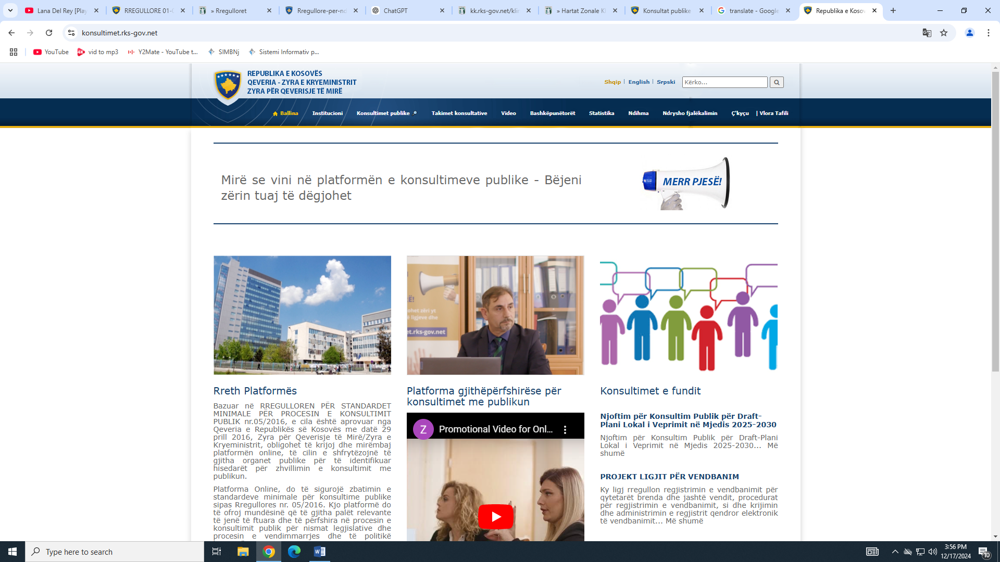 Lana Del Rey [Play
RREGULLORE 01-
» Rregulloret
Rregullore-per-nd
ChatGPT
kk.rks-gov.net/kli
» Hartat Zonale K
Konsultat publike
translate - Google
Republika e Kosov
konsultimet.rks-gov.net
YouTube
vid to mp3
Y2Mate - YouTube t...
SIMBNj
Sistemi Informativ p...
REPUBLIKA E KOSOVËS
QEVERIA - ZYRA E KRYEMINISTRIT
ZYRA PËR QEVERISJE TË MIRË
Shqip | English | Srpski
Kërko...
Ballina
Institucioni
Konsultimet publike
Takimet konsultative
Video
Bashkëpunëtorët
Statistika
Ndihma
Ndrysho fjalëkalimin
Ç'kyçu
| Vlora Tafili
Mirë se vini në platformën e konsultimeve publike - Bëjeni
zërin tuaj të dëgjohet
MERR PJESË!
Rreth Platformës
Bazuar në RREGULLOREN PËR STANDARDET
MINIMALE PËR PROCESIN E KONSULTIMIT
PUBLIK nr.05/2016, e cila është aprovuar nga
Qeveria e Republikës së Kosovës me datë 29
prill 2016, Zyra për Qeverisje të Mirë/Zyra e
Kryeministrit, obligohet të krijoj dhe mirëmbaj
platformën online, të cilin e shfrytëzojnë të
gjitha organet publike për të identifikuar
hisedarët për zhvillimin e konsultimit me
publikun.
Platforma Online, do të sigurojë zbatimin e
standardeve minimale për konsultime publike
sipas Rregullores nr. 05/2016. Kjo platformë do
të ofroj mundësinë që të gjitha palët relevante
të jenë të ftuara dhe të përfshira në procesin e
konsultimit publik për nismat legjislative dhe
procesin e vendimmarrjes dhe të politikë
ohet zëri yt
ë ligjeve dhe
et.rks-gov.net
Platforma gjithëpërfshirëse për
konsultimet me publikun
Z
Promotional Video for Onl...
Konsultimet e fundit
Njoftim për Konsultim Publik për Draft-
Plani Lokal i Veprimit në Mjedis 2025-2030
Njoftim për Konsultim Publik për Draft-Plani
Lokal i Veprimit në Mjedis 2025-2030... Më
shumë
PROJEKT LIGJIT PËR VENDBANIM
Ky ligj rregullon regjistrimin e vendbanimit për
qytetarët brenda dhe jashtë vendit, procedurat
për regjistrimin e vendbanimit, si dhe krijimin
dhe administrimin e regjistrit qendror elektronik
të vendbanimit... Më shumë
Type here to search
3:56 PM
12/17/2024
10